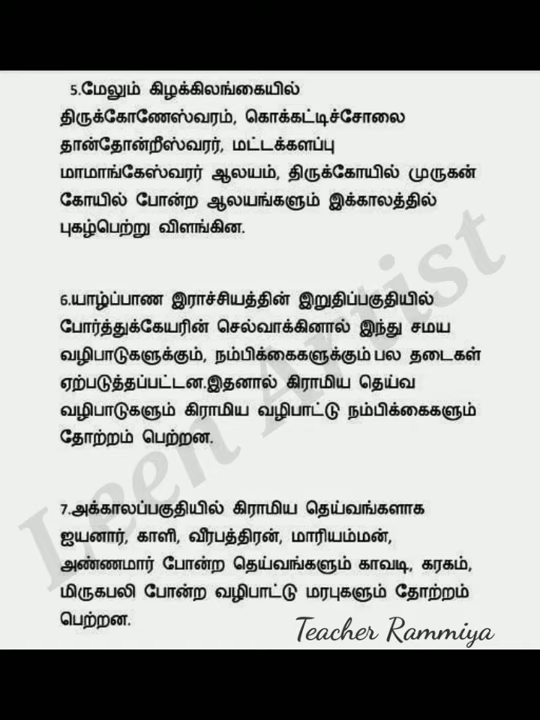 5.மேலும் கிழக்கிலங்கையில்
திருக்கோணேஸ்வரம், கொக்கட்டிச்சோலை
தான்தோன்றீஸ்வரர், மட்டக்களப்பு
மாமாங்கேஸ்வரர் ஆலயம், திருக்கோயில் முருகன்
கோயில் போன்ற ஆலயங்களும் இக்காலத்தில்
புகழ்பெற்று விளங்கின.
6.யாழ்ப்பாண இராச்சியத்தின் இறுதிப்பகுதியில்
போர்த்துக்கேயரின் செல்வாக்கினால் இந்து சமய
வழிபாடுகளுக்கும், நம்பிக்கைகளுக்கும் பல தடைகள்
ஏற்படுத்தப்பட்டன.இதனால் கிராமிய தெய்வ
வழிபாடுகளும் கிராமிய வழிபாட்டு நம்பிக்கைகளும்
தோற்றம் பெற்றன.
7.அக்காலப்பகுதியில் கிராமிய தெய்வங்களாக
ஐயனார், காளி, வீரபத்திரன், மாரியம்மன்,
அண்ணமார் போன்ற தெய்வங்களும் காவடி, கரகம்,
மிருகபலி போன்ற வழிபாட்டு மரபுகளும் தோற்றம்
பெற்றன.
Teacher Rammiya
Leen Artist